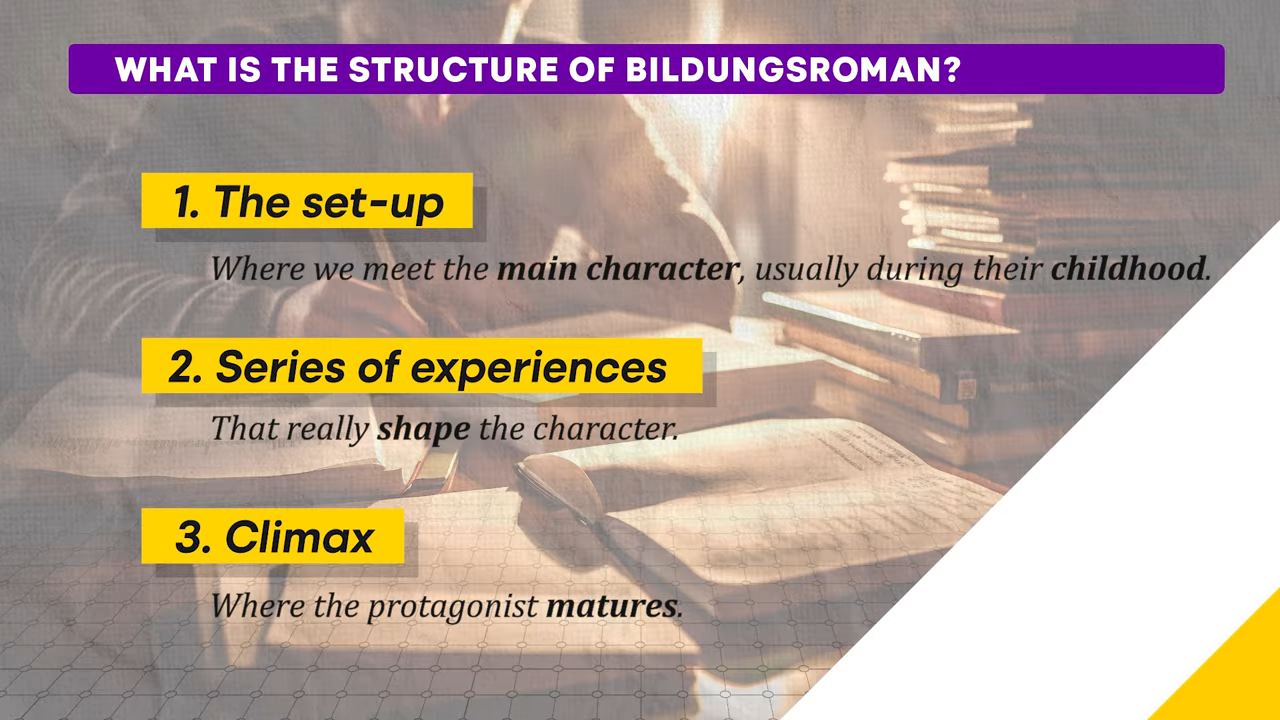 WHAT IS THE STRUCTURE OF BILDUNGSROMAN?
1. The set-up
Where we meet the main character, usually during their childhood.
2. Series of experiences
That really shape the character.
3. Climax
Where the protagonist matures.